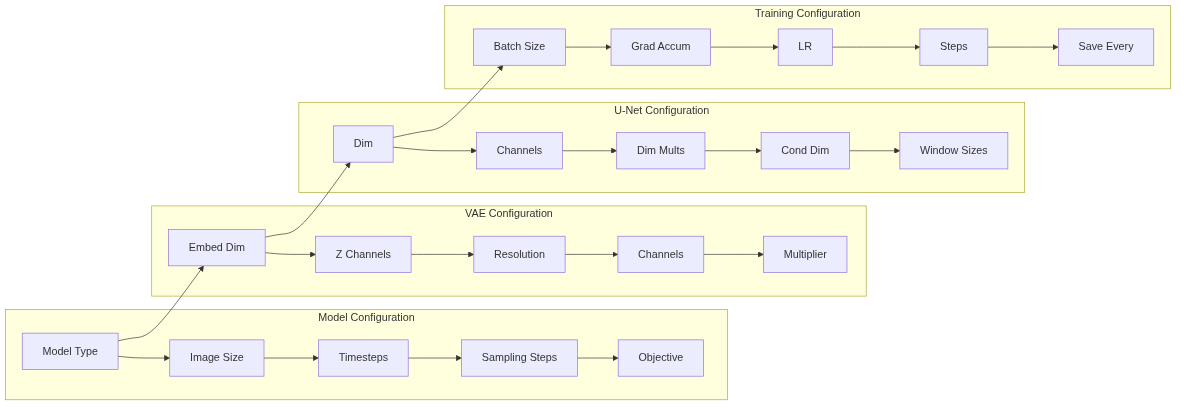 Training Configuration
Batch Size
Grad Accum
LR
Steps
Save Every
U-Net Configuration
Dim
Channels
Dim Mults
Cond Dim
Window Sizes
VAE Configuration
Embed Dim
Z Channels
Resolution
Channels
Multiplier
Model Configuration
Model Type
Image Size
Timesteps
Sampling Steps
Objective